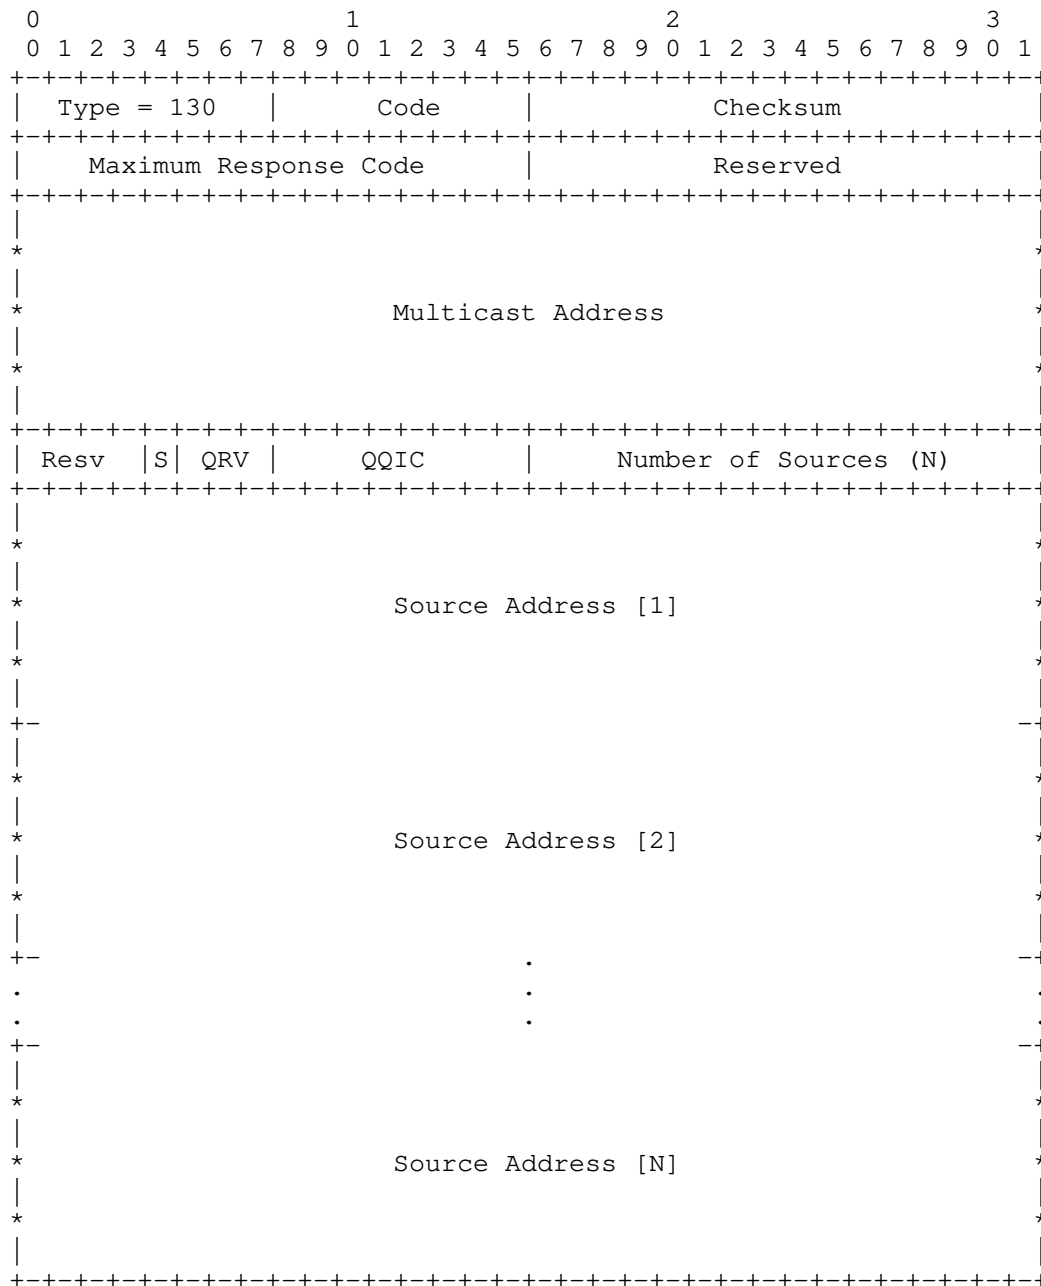 0                   1                   2                   3
0 1 2 3 4 5 6 7 8 9 0 1 2 3 4 5 6 7 8 9 0 1 2 3 4 5 6 7 8 9 0 1
+-+-+-+-+-+-+-+-+-+-+-+-+-+-+-+-+-+-+-+-+-+-+-+-+-+-+-+-+-+-+-+-+
|  Type = 130   |      Code     |           Checksum            |
+-+-+-+-+-+-+-+-+-+-+-+-+-+-+-+-+-+-+-+-+-+-+-+-+-+-+-+-+-+-+-+-+
|    Maximum Response Code      |           Reserved            |
+-+-+-+-+-+-+-+-+-+-+-+-+-+-+-+-+-+-+-+-+-+-+-+-+-+-+-+-+-+-+-+-+
|                                                               |
*                                                               *
|                                                               |
*                       Multicast Address                       *
|                                                               |
*                                                               *
|                                                               |
+-+-+-+-+-+-+-+-+-+-+-+-+-+-+-+-+-+-+-+-+-+-+-+-+-+-+-+-+-+-+-+-+
| Resv  |S| QRV |     QQIC      |     Number of Sources (N)     |
+-+-+-+-+-+-+-+-+-+-+-+-+-+-+-+-+-+-+-+-+-+-+-+-+-+-+-+-+-+-+-+-+
|                                                               |
*                                                               *
|                                                               |
*                       Source Address [1]                      *
|                                                               |
*                                                               *
|                                                               |
+-                                                             -+
|                                                               |
*                                                               *
|                                                               |
*                       Source Address [2]                      *
|                                                               |
*                                                               *
|                                                               |
+-                              .                              -+
.                               .                               .
.                               .                               .
+-                                                             -+
|                                                               |
*                                                               *
|                                                               |
*                       Source Address [N]                      *
|                                                               |
*                                                               *
|                                                               |
+-+-+-+-+-+-+-+-+-+-+-+-+-+-+-+-+-+-+-+-+-+-+-+-+-+-+-+-+-+-+-+-+